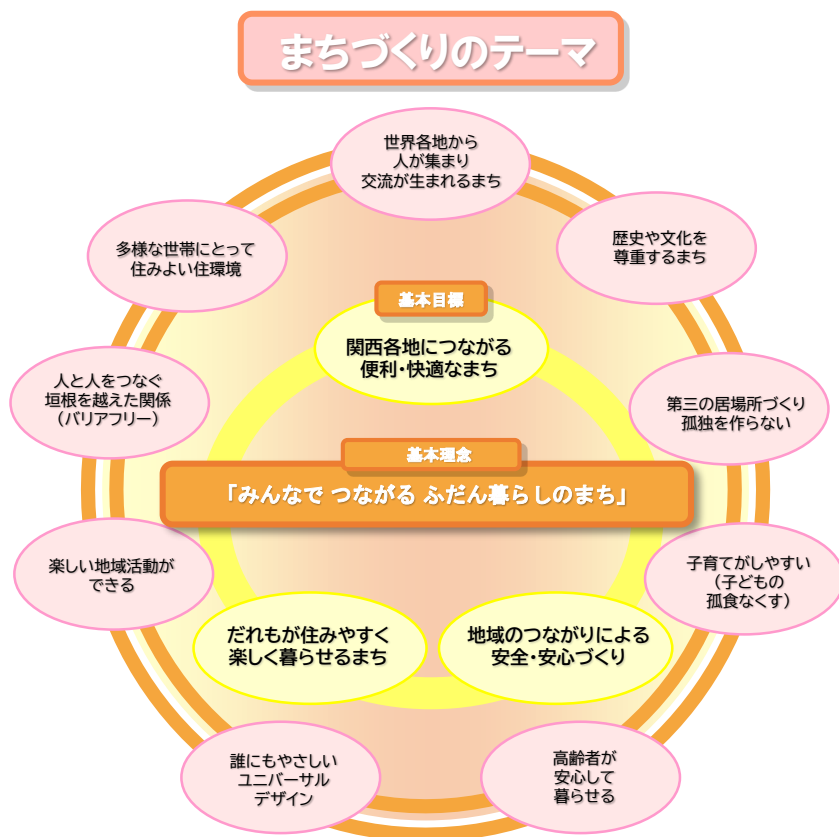 まちづくりのテーマ
世界各地から
人が集まり
交流が生まれるまち
多様な世帯にとって
住みよい住環境
歴史や文化を
尊重するまち
基本目標
関西各地につながる
便利・快適なまち
人と人をつなぐ
垣根を越えた関係
（バリアフリー）
第三の居場所づくり
孤独を作らない
基本理念
「みんなで つながる ふだん暮らしのまち」
楽しい地域活動が
できる
子育てがしやすい
（子どもの
孤食なくす）
だれもが住みやすく
楽しく暮らせるまち
地域のつながりによる
安全・安心づくり
誰にもやさしい
ユニバーサル
デザイン
高齢者が
安心して
暮らせる